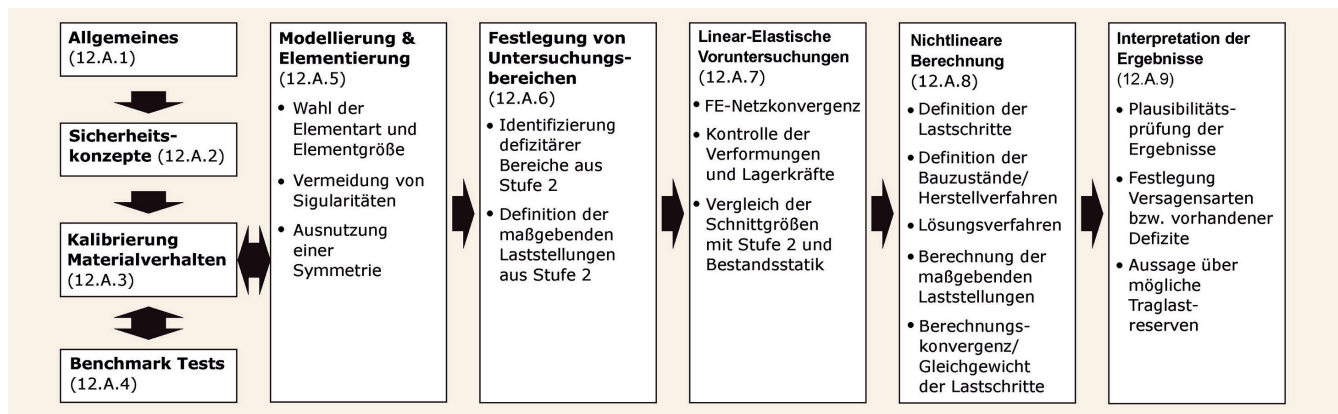 Allgemeines
(12.A.1)
Sicherheits-
konzepte (12.A.2)
Kalibrierung
Materialverhalten
(12.A.3)
Benchmark Tests
(12.A.4)
Modellierung &
Elementierung
(12.A.5)
• Wahl der
Elementart und
Elementgröße
• Vermeidung von
Sigularitäten
• Ausnutzung
einer
Symmetrie
Festlegung von
Untersuchungs-
bereichen
(12.A.6)
• Identifizierung
defizitärer
Bereiche aus
Stufe 2
• Definition der
maßgebenden
Laststellungen
aus Stufe 2
Linear-Elastische
Voruntersuchungen
(12.A.7)
• FE-Netzkonvergenz
• Kontrolle der
Verformungen
und Lagerkräfte
• Vergleich der
Schnittgrößen
mit Stufe 2 und
Bestandsstatik
Nichtlineare
Berechnung
(12.A.8)
• Definition der
Lastschritte
• Definition der
Bauzustände/
Herstellverfahren
• Lösungsverfahren
• Berechnung der
maßgebenden
Laststellungen
• Berechnungs-
konvergenz/
Gleichgewicht
der Lastschritte
Interpretation der
Ergebnisse
(12.A.9)
• Plausibilitäts-
prüfung der
Ergebnisse
• Festlegung
Versagensarten
bzw. vorhandener
Defizite
• Aussage über
mögliche
Traglast-
reserven